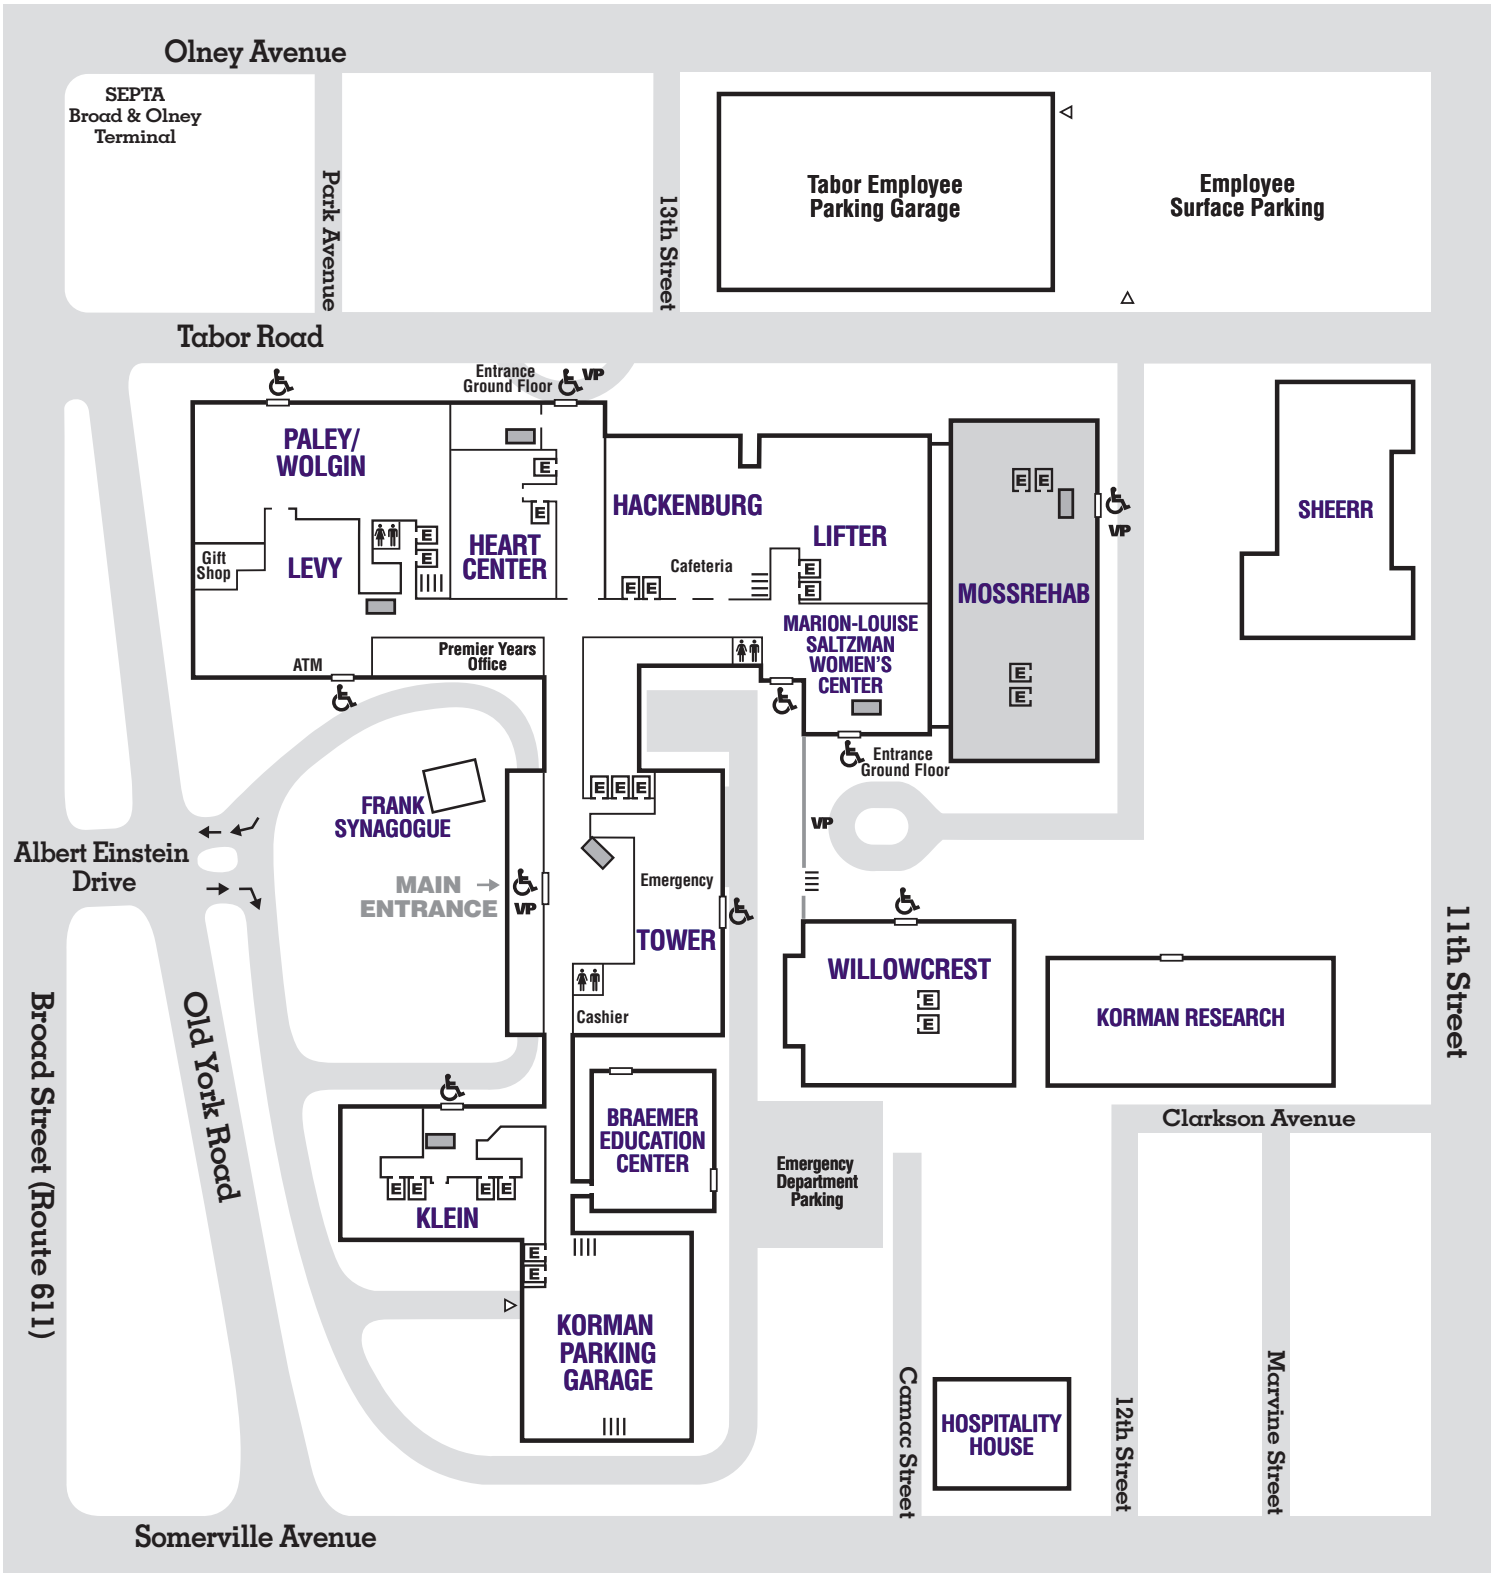 Olney Avenue
SEPTA
Broad & Olney
Terminal
Park Avenue
13th Street
Tabor Employee
Parking Garage
Employee
Surface Parking
Tabor Road
Entrance
Ground Floor
VP
PALEY/
WOLGIN
E
E
HACKENBURG
LIFTER
E E
VP
SHEERR
Gift
Shop
LEVY
E
E
HEART
CENTER
Cafeteria
E E
E
E
MOSSREHAB
MARION-LOUISE
SALTZMAN
WOMEN'S
CENTER
E
E
ATM
Premier Years
Office
Entrance
Ground Floor
E E E
FRANK
SYNAGOGUE
VP
Albert Einstein
Drive
MAIN
ENTRANCE
VP
Emergency
TOWER
Cashier
WILLOWCREST
E
E
KORMAN RESEARCH
11th Street
Broad Street (Route 611)
Old York Road
BRAEMER
EDUCATION
CENTER
Clarkson Avenue
Emergency
Department
Parking
E E
E E
KLEIN
E
E
KORMAN
PARKING
GARAGE
Camac Street
HOSPITALITY
HOUSE
12th Street
Marvine Street
Somerville Avenue